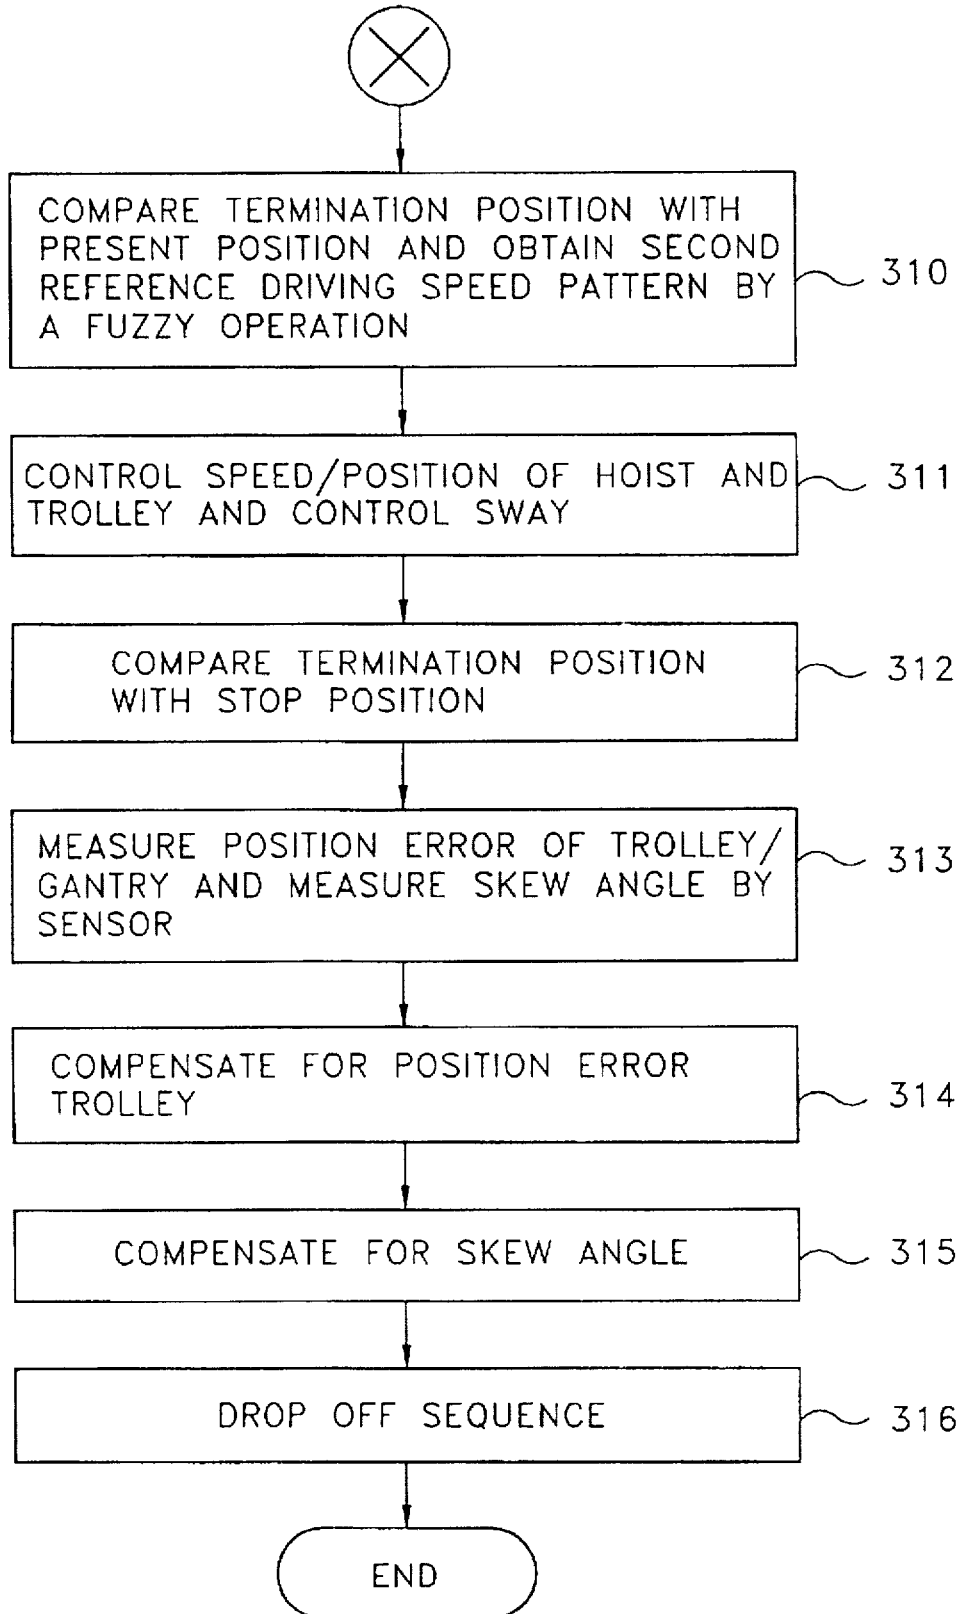 COMPARE TERMINATION POSITION WITH
PRESENT POSITION AND OBTAIN SECOND
REFERENCE DRIVING SPEED PATTERN BY
A FUZZY OPERATION
310
CONTROL SPEED/POSITION OF HOIST AND
TROLLEY AND CONTROL SWAY
311
COMPARE TERMINATION POSITION
WITH STOP POSITION
312
MEASURE POSITION ERROR OF TROLLEY/
GANTRY AND MEASURE SKEW ANGLE BY
SENSOR
313
COMPENSATE FOR POSITION ERROR
TROLLEY
314
COMPENSATE FOR SKEW ANGLE
315
DROP OFF SEQUENCE
316
END